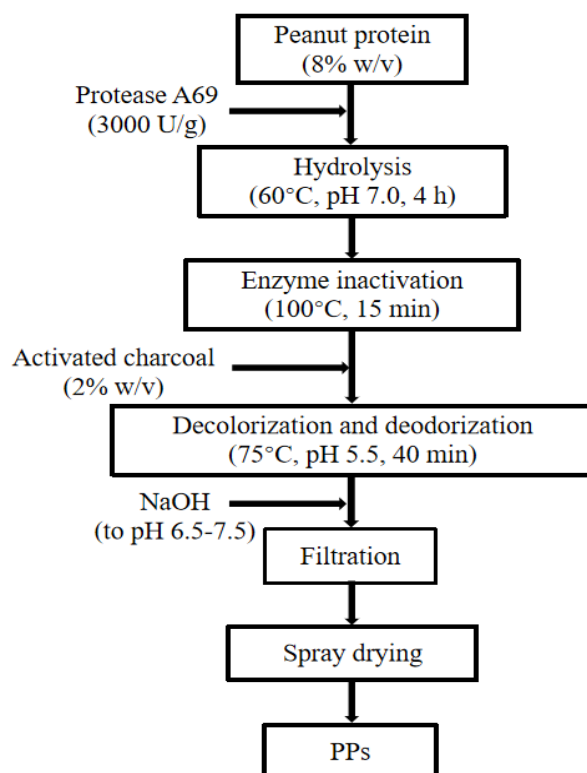 Peanut protein
(8% w/v)
Protease A69
(3000 U/g)
Hydrolysis
(60°C, pH 7.0, 4 h)
Enzyme inactivation
(100°C, 15 min)
Activated charcoal
(2% w/v)
Decolorization and deodorization
(75°C, pH 5.5, 40 min)
NaOH
(to pH 6.5-7.5)
Filtration
Spray drying
PPs